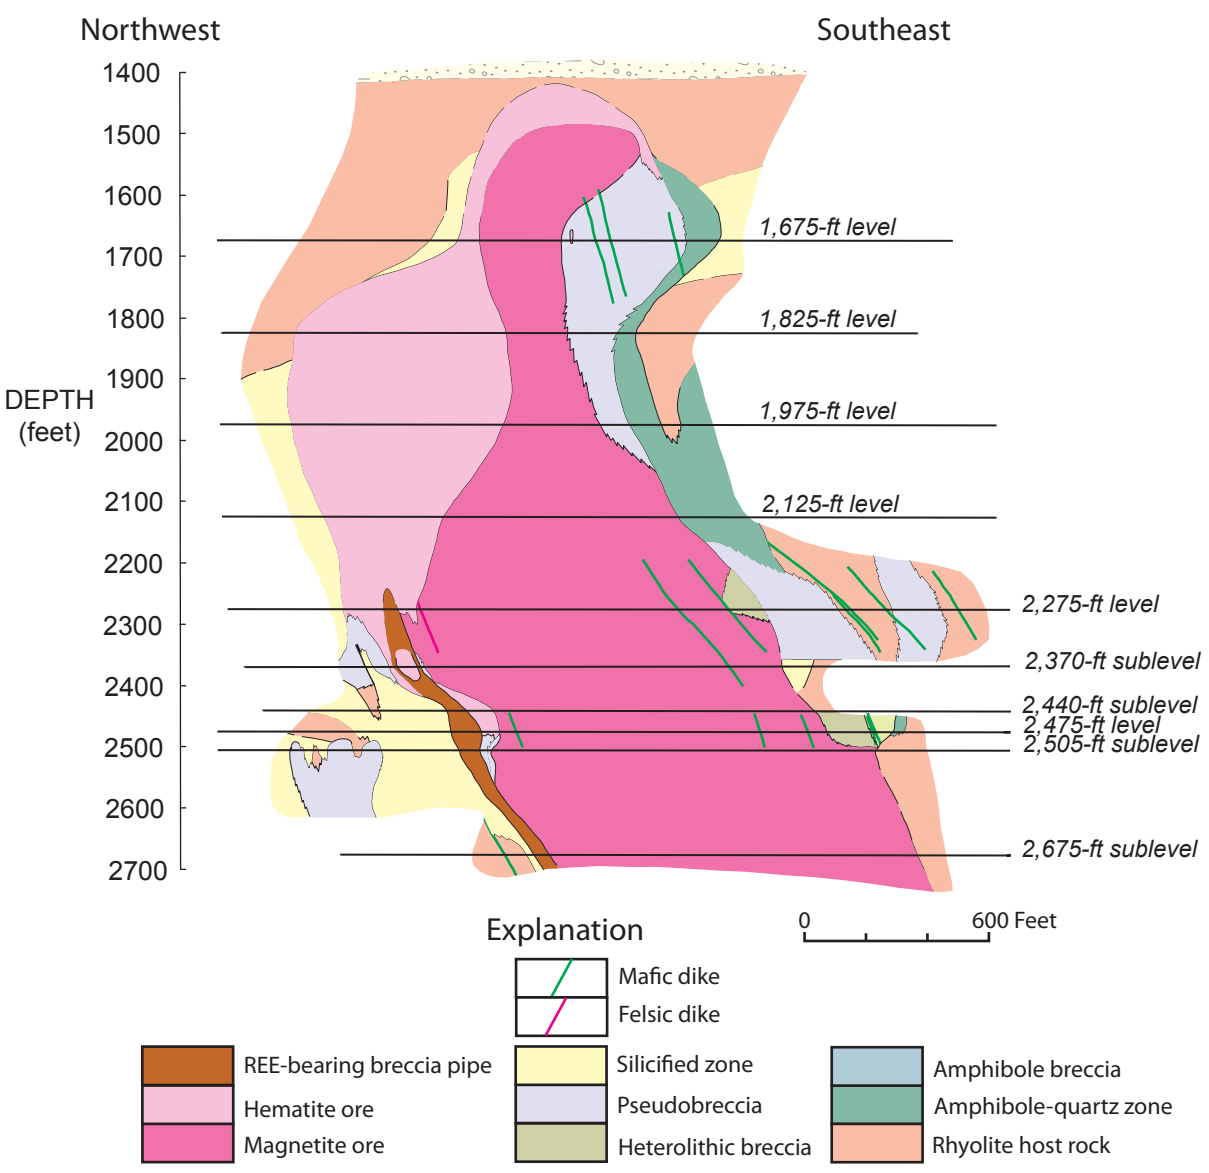 Northwest
Southeast
1400
1500
1600
1,675-ft level
1700
1800
1,825-ft level
1900
DEPTH
(feet)
1,975-ft level
2000
2100
2,125-ft level
2200
2,275-ft level
2300
2,370-ft sublevel
2400
2,440-ft sublevel
2,475-ft level
2500
2,505-ft sublevel
2600
2,675-ft sublevel
2700
0 600 Feet
Explanation
Mafic dike
Felsic dike
REE-bearing breccia pipe
Hematite ore
Magnetite ore
Silicified zone
Pseudobreccia
Heterolithic breccia
Amphibole breccia
Amphibole-quartz zone
Rhyolite host rock